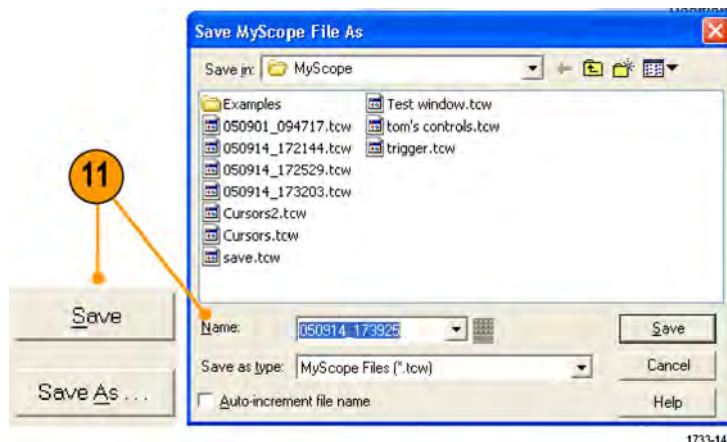 Save MyScope File As
Save in: MyScope
Examples
050901_094717.tcw
050914_172144.tcw
050914_172529.tcw
050914_173203.tcw
Cursors2.tcw
Cursors.tcw
save.tcw
Test window.tcw
tom's controls.tcw
trigger.tcw
11
Save
Save As . . .
Name: 050914_173925
Save
Save as type: MyScope Files (*.tcw)
Cancel
Auto-increment file name
Help